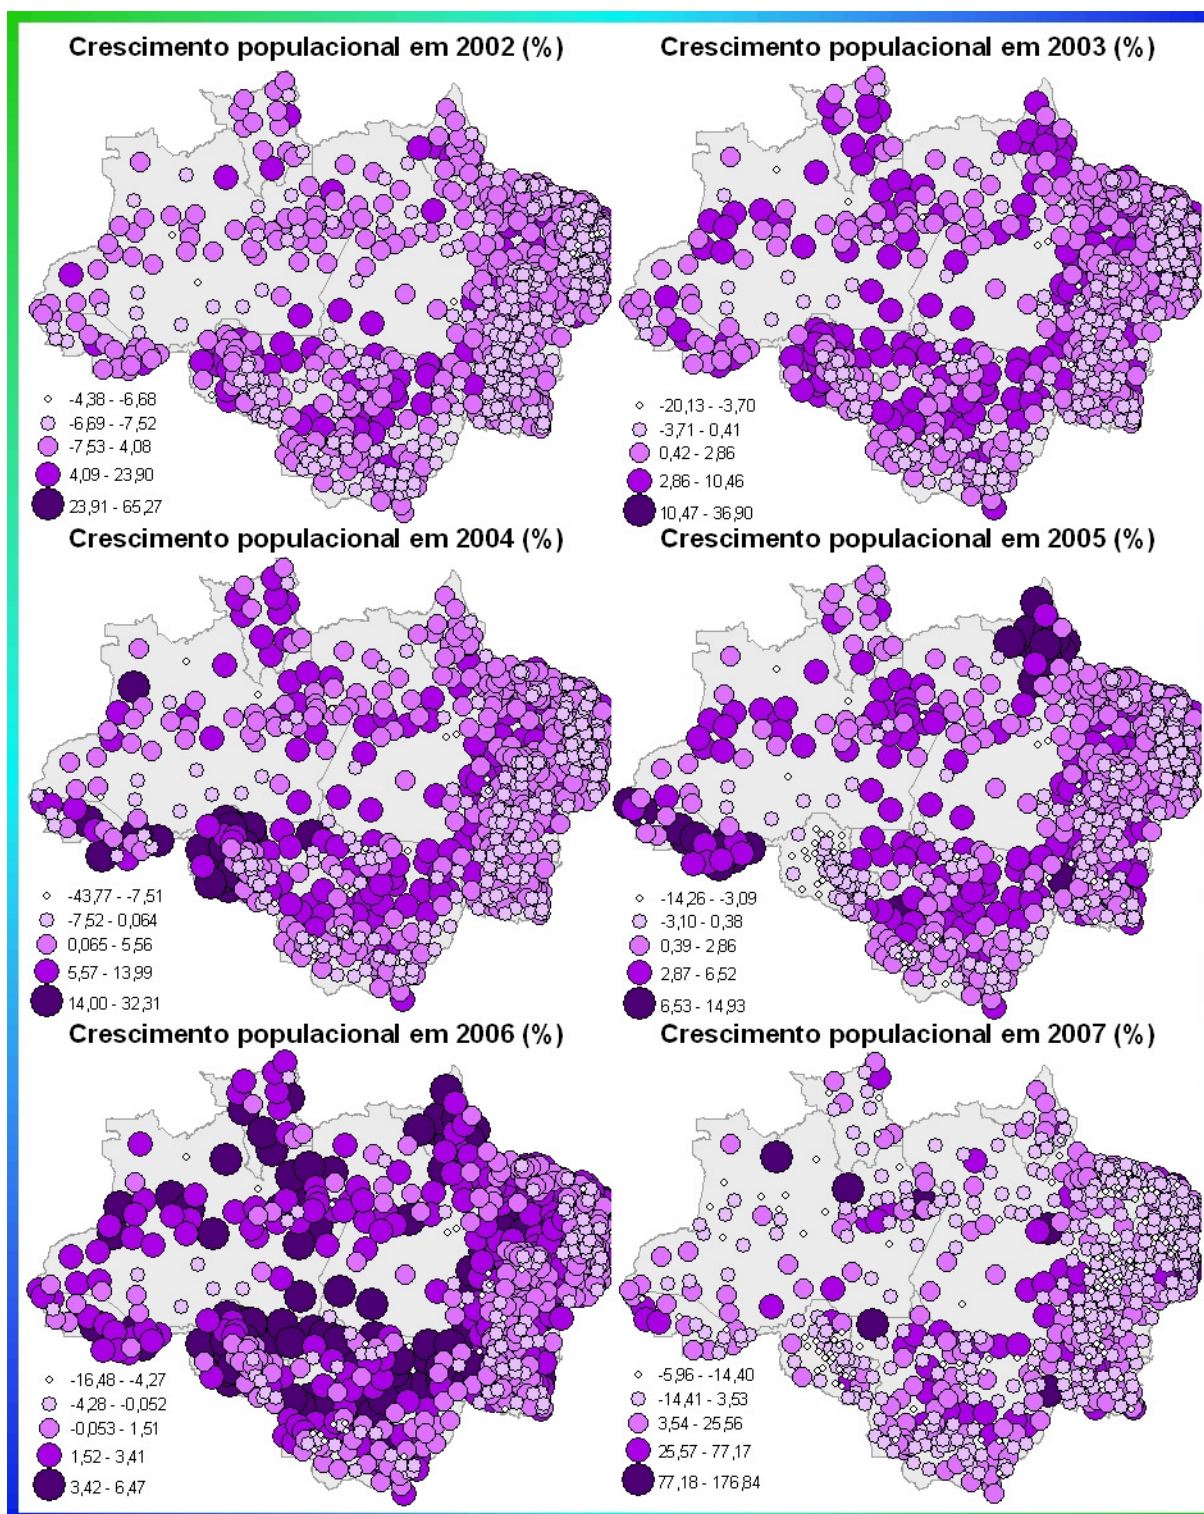 Crescimento populacional em 2002 (%)
-4,38 - -6,68
-6,69 - -7,52
-7,53 - 4,08
4,09 - 23,90
23,91 - 65,27
Crescimento populacional em 2003 (%)
-20,13 - -3,70
-3,71 - 0,41
0,42 - 2,86
2,86 - 10,46
10,47 - 36,90
Crescimento populacional em 2004 (%)
-43,77 - -7,51
-7,52 - 0,064
0,065 - 5,56
5,57 - 13,99
14,00 - 32,31
Crescimento populacional em 2005 (%)
-14,26 - -3,09
-3,10 - 0,38
0,39 - 2,86
2,87 - 6,52
6,53 - 14,93
Crescimento populacional em 2006 (%)
-16,48 - -4,27
-4,28 - -0,052
-0,053 - 1,51
1,52 - 3,41
3,42 - 6,47
Crescimento populacional em 2007 (%)
-5,96 - -14,40
-14,41 - 3,53
3,54 - 25,56
25,57 - 77,17
77,18 - 176,84